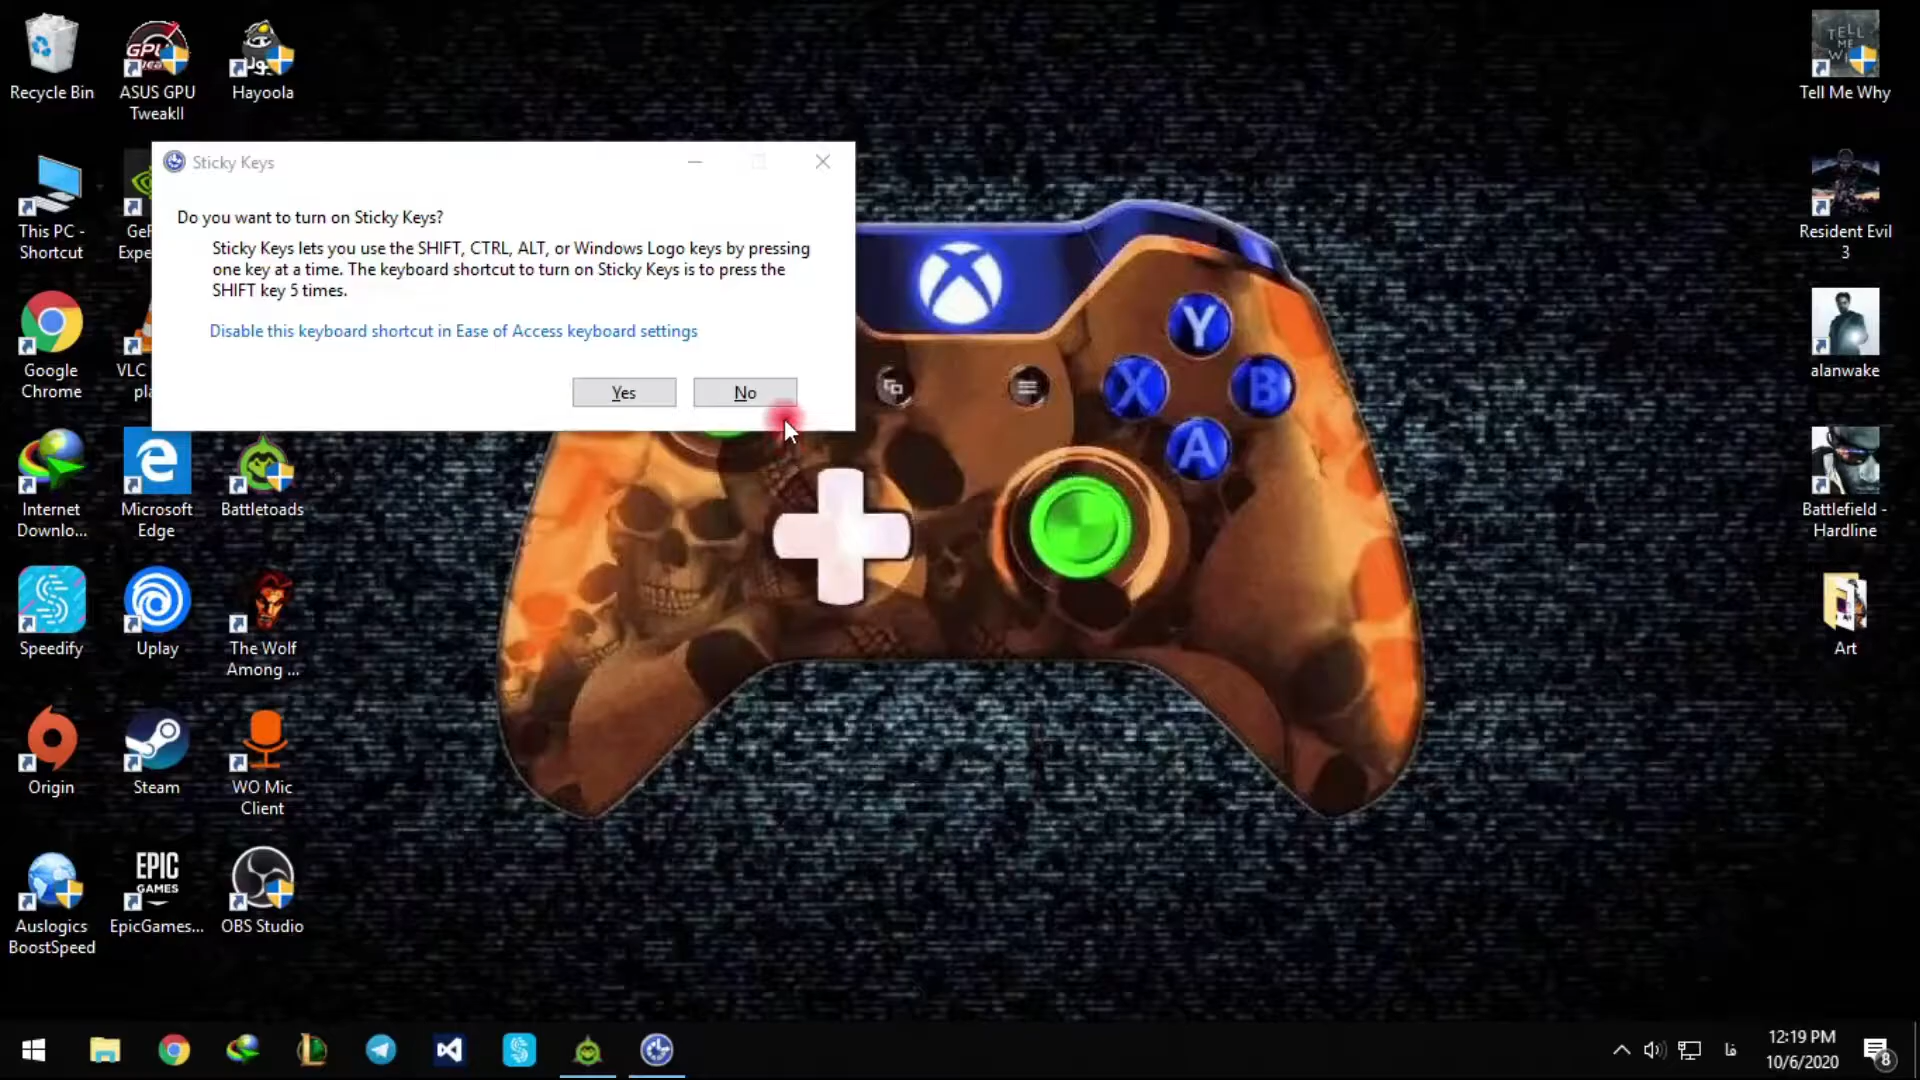 Recycle Bin
ASUS GPU
TweakII
Hayoola
Tell Me Why
TELL
ME
Sticky Keys
Do you want to turn on Sticky Keys?
Sticky Keys lets you use the SHIFT, CTRL, ALT, or Windows Logo keys by pressing
one key at a time. The keyboard shortcut to turn on Sticky Keys is to press the
SHIFT key 5 times.
Disable this keyboard shortcut in Ease of Access keyboard settings
Yes
No
This PC -
Shortcut
Resident Evil
3
Google
Chrome
VLC
alanwake
Y
X
B
A
Internet
Downlo...
Microsoft
Edge
Battletoads
Battlefield -
Hardline
Speedify
Uplay
The Wolf
Among ...
Art
Origin
Steam
WO Mic
Client
EPIC
GAMES
Auslogics
BoostSpeed
EpicGames...
OBS Studio
فا
12:19 PM
10/6/2020
8